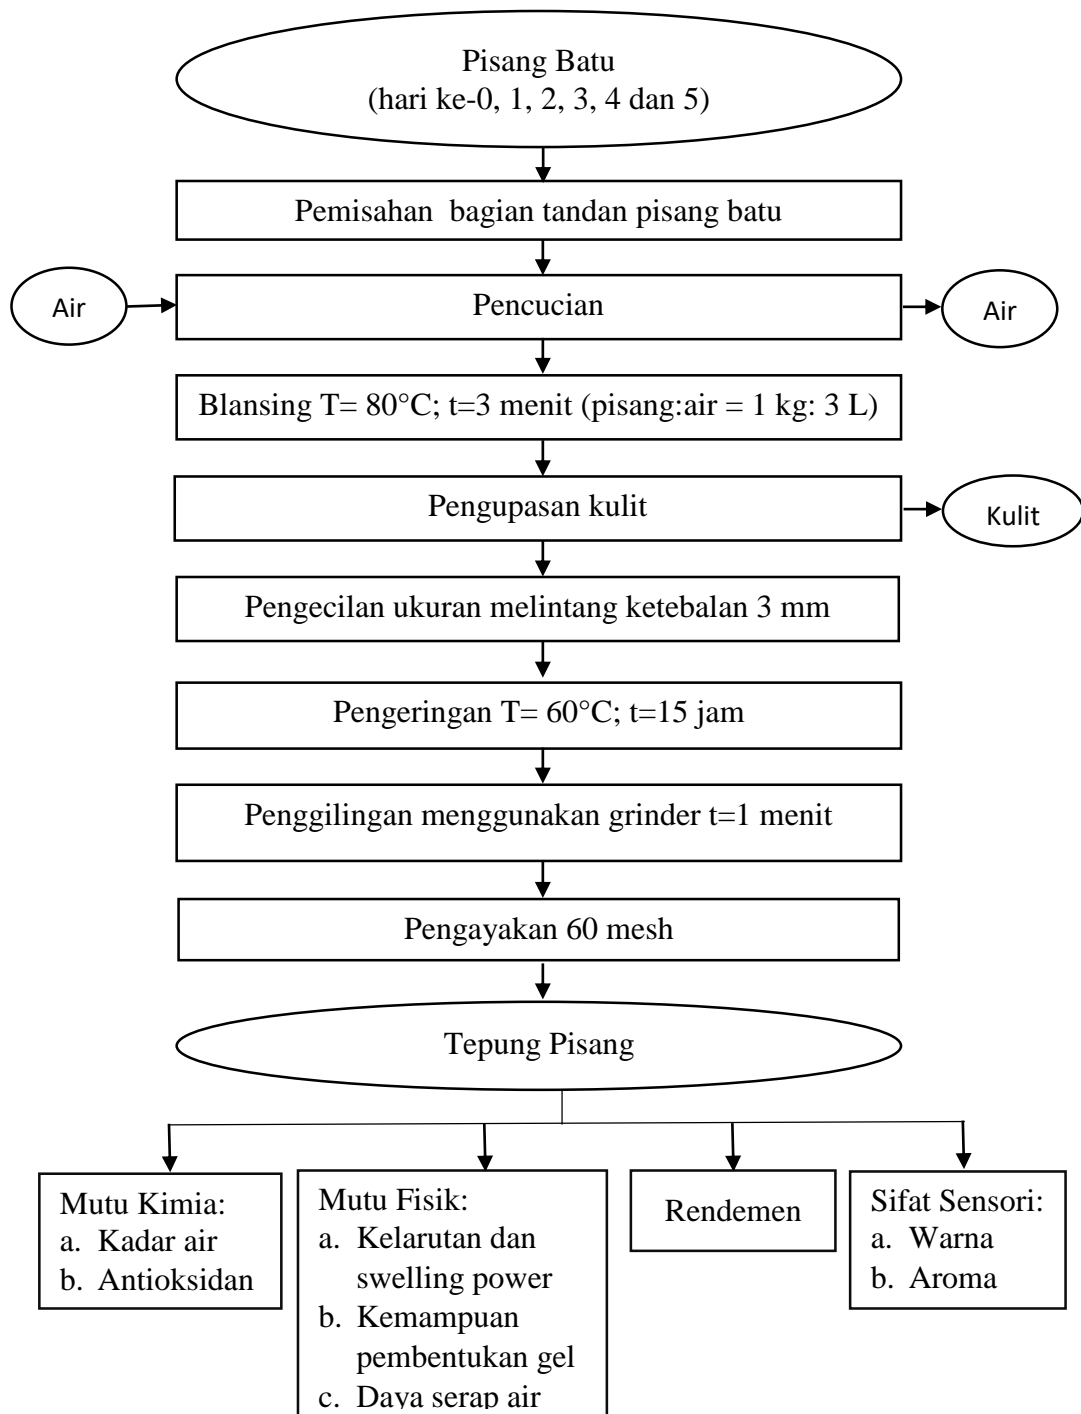 Pisang Batu
(hari ke-0, 1, 2, 3, 4 dan 5)
Pemisahan bagian tandan pisang batu
Air
Pencucian
Air
Blansing T= 80°C; t=3 menit (pisang:air = 1 kg: 3 L)
Pengupasan kulit
Kulit
Pengecilan ukuran melintang ketebalan 3 mm
Pengeringan T= 60°C; t=15 jam
Penggilingan menggunakan grinder t=1 menit
Pengayakan 60 mesh
Tepung Pisang
Mutu Kimia:
a. Kadar air
b. Antioksidan
Mutu Fisik:
a. Kelarutan dan
swelling power
b. Kemampuan
pembentukan gel
c. Daya serap air
Rendemen
Sifat Sensori:
a. Warna
b. Aroma